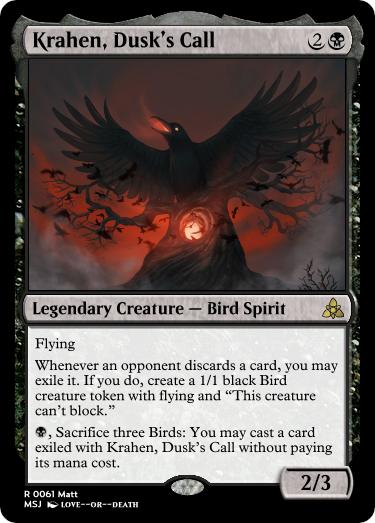 Krahen, Dusk's Call 2
Legendary Creature — Bird Spirit
Flying
Whenever an opponent discards a card, you may
exile it. If you do, create a 1/1 black Bird
creature token with flying and "This creature
can't block."
, Sacrifice three Birds: You may cast a card
exiled with Krahen, Dusk's Call without paying
its mana cost.
2/3
R 0061 Matt
MSJ LOVE--OR--DEATH